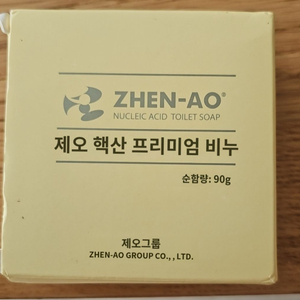 ZHEN-AO®
NUCLEIC ACID TOILET SOAP
제오 핵산 프리미엄 비누
순함량: 90g
제오그룹
ZHEN-AO GROUP CO., , LTD.